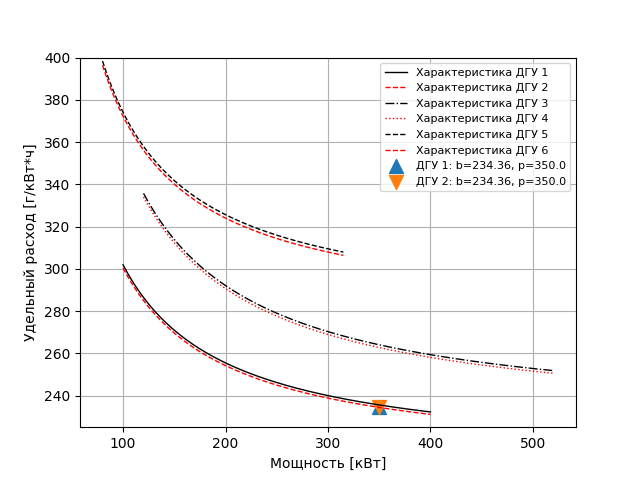 400
380
360
340
320
300
280
260
240
Удельный расход [г/кВт*ч]
Характеристика ДГУ 1
Характеристика ДГУ 2
Характеристика ДГУ 3
Характеристика ДГУ 4
Характеристика ДГУ 5
Характеристика ДГУ 6
ДГУ 1: b=234.36, p=350.0
ДГУ 2: b=234.36, p=350.0
100 200 300 400 500
Мощность [кВт]